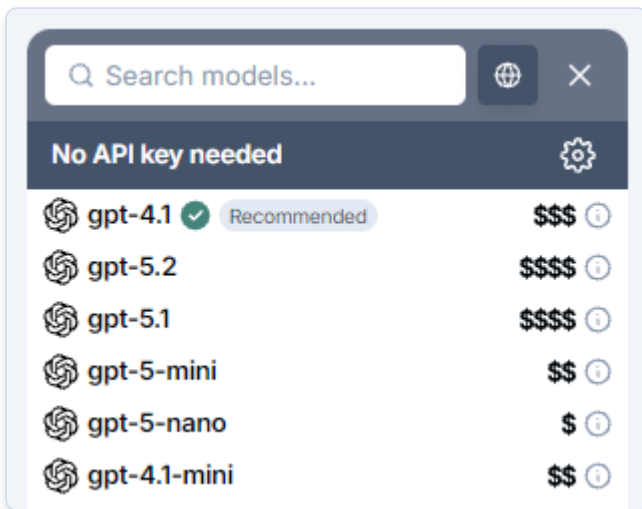 Search models...
No API key needed
gpt-4.1 Recommended $$$
gpt-5.2 $$$$
gpt-5.1 $$$$
gpt-5-mini $$
gpt-5-nano $
gpt-4.1-mini $$